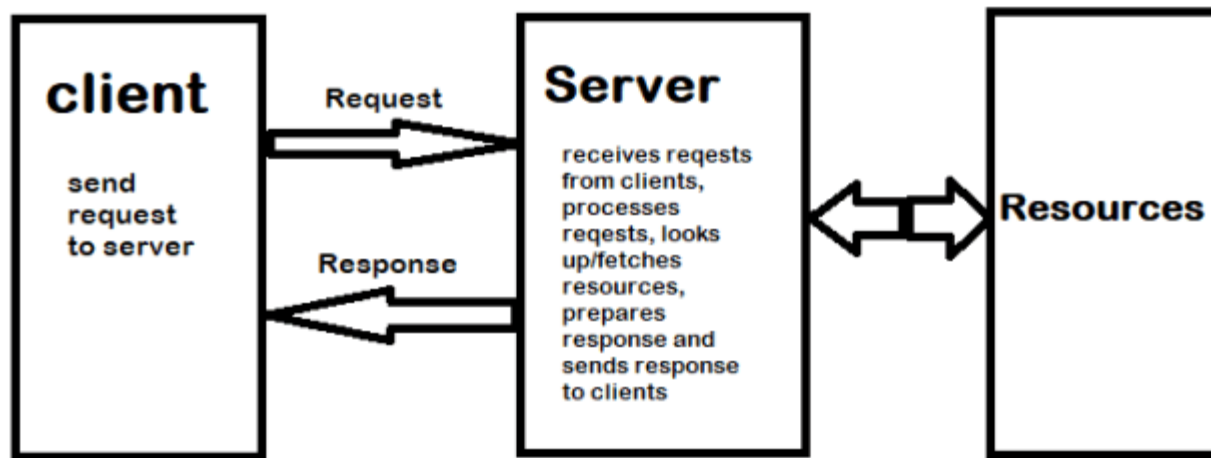 client
send
request
to server
Request
Response
Server
receives reqests
from clients,
processes
reqests, looks
up/fetches
resources,
prepares
response and
sends response
to clients
Resources